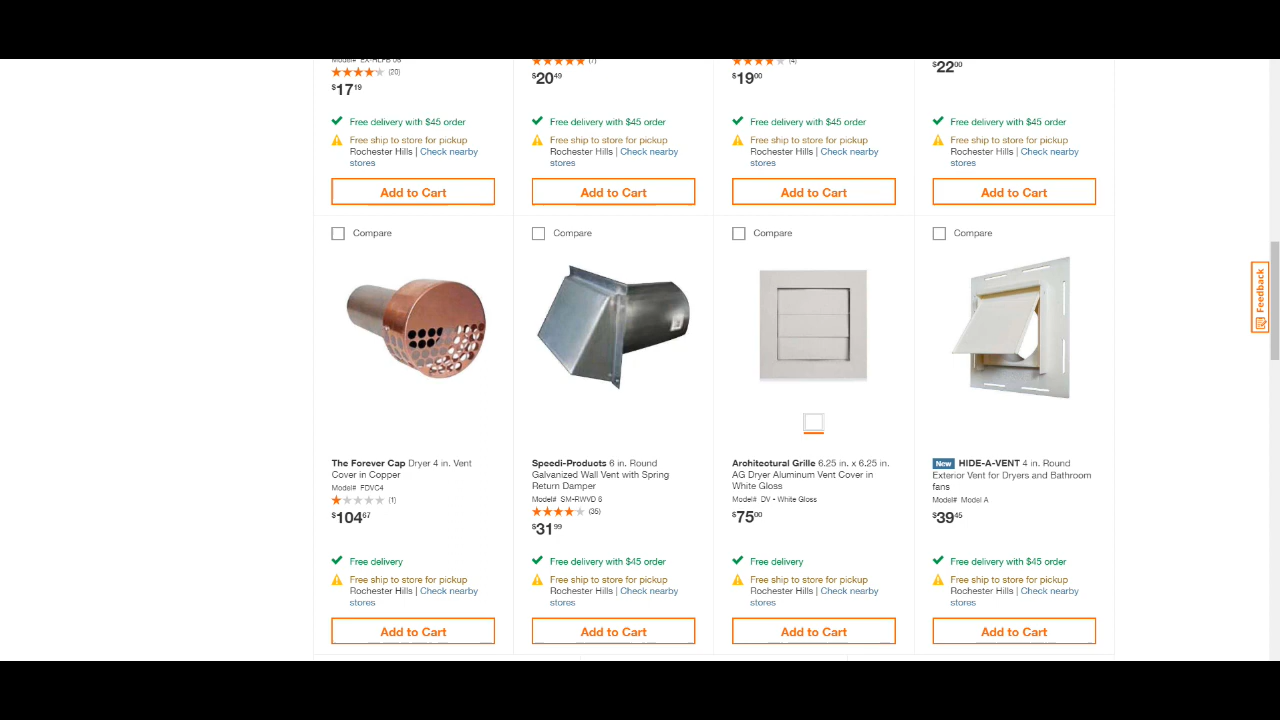 (20)
$17 19
Free delivery with $45 order
Free ship to store for pickup
Rochester Hills | Check nearby
stores
Add to Cart
(7)
$20 49
Free delivery with $45 order
Free ship to store for pickup
Rochester Hills | Check nearby
stores
Add to Cart
(4)
$19 00
Free delivery with $45 order
Free ship to store for pickup
Rochester Hills | Check nearby
stores
Add to Cart
$22 00
Free delivery with $45 order
Free ship to store for pickup
Rochester Hills | Check nearby
stores
Add to Cart
Compare
The Forever Cap Dryer 4 in. Vent
Cover in Copper
Model# FDVC4
(1)
$104 67
Free delivery
Free ship to store for pickup
Rochester Hills | Check nearby
stores
Add to Cart
Compare
Speedi-Products 6 in. Round
Galvanized Wall Vent with Spring
Return Damper
Model# SM-RWVD 6
(35)
$31 99
Free delivery with $45 order
Free ship to store for pickup
Rochester Hills | Check nearby
stores
Add to Cart
Compare
Architectural Grille 6.25 in. x 6.25 in.
AG Dryer Aluminum Vent Cover in
White Gloss
Model# DV - White Gloss
$75 00
Free delivery
Free ship to store for pickup
Rochester Hills | Check nearby
stores
Add to Cart
Compare
New HIDE-A-VENT 4 in. Round
Exterior Vent for Dryers and Bathroom
fans
Model# Model A
$39 45
Free delivery with $45 order
Free ship to store for pickup
Rochester Hills | Check nearby
stores
Add to Cart
Feedback